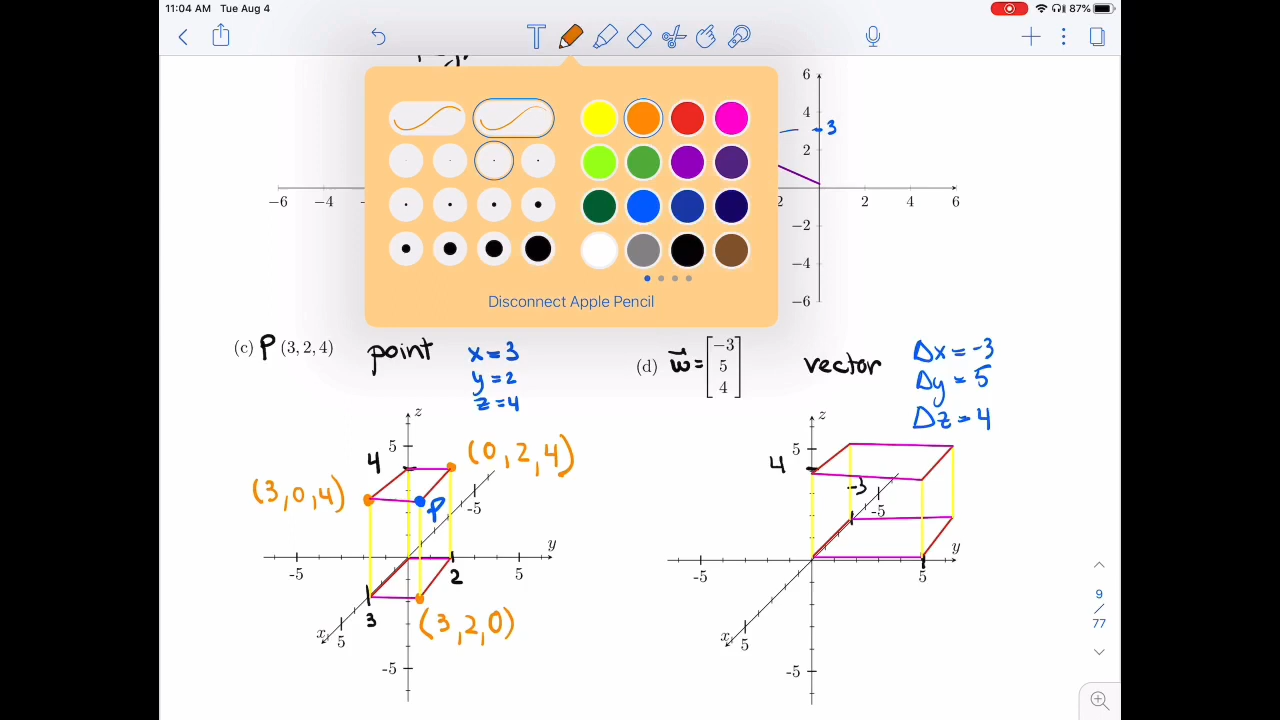 11:04 AM Tue Aug 4
87%
T
6
4
-3
2
-6
-4
2
2
4
6
-2
-4
-6
Disconnect Apple Pencil
(c) P (3, 2, 4)
point
x = 3
y = 2
z = 4
(d) w = [-3 5 4]
vector
Δx = -3
Δy = 5
Δz = 4
z
5
4
(0, 2, 4)
(3, 0, 4)
P
-5
y
-5
2
5
3
(3, 2, 0)
x
5
-5
z
5
4
-3
-5
y
-5
5
x
5
-5
9
/
77